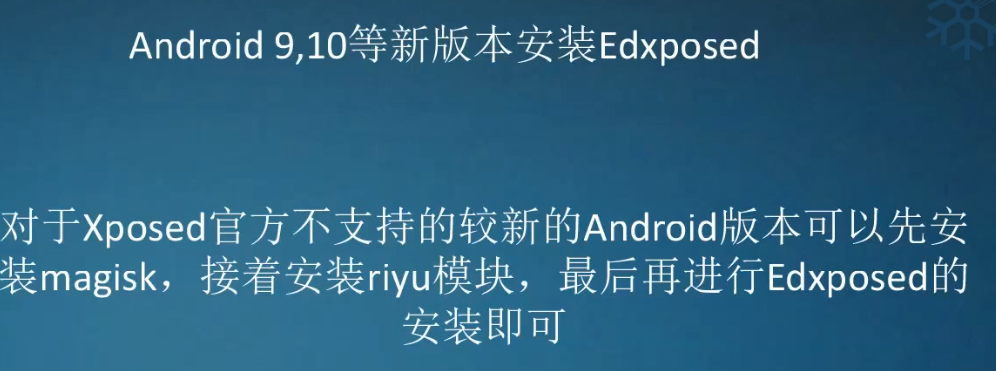 Android 9,10等新版本安装Edxposed
对于Xposed官方不支持的较新的Android版本可以先安
装magisk，接着安装riyu模块，最后再进行Edxposed的
安装即可